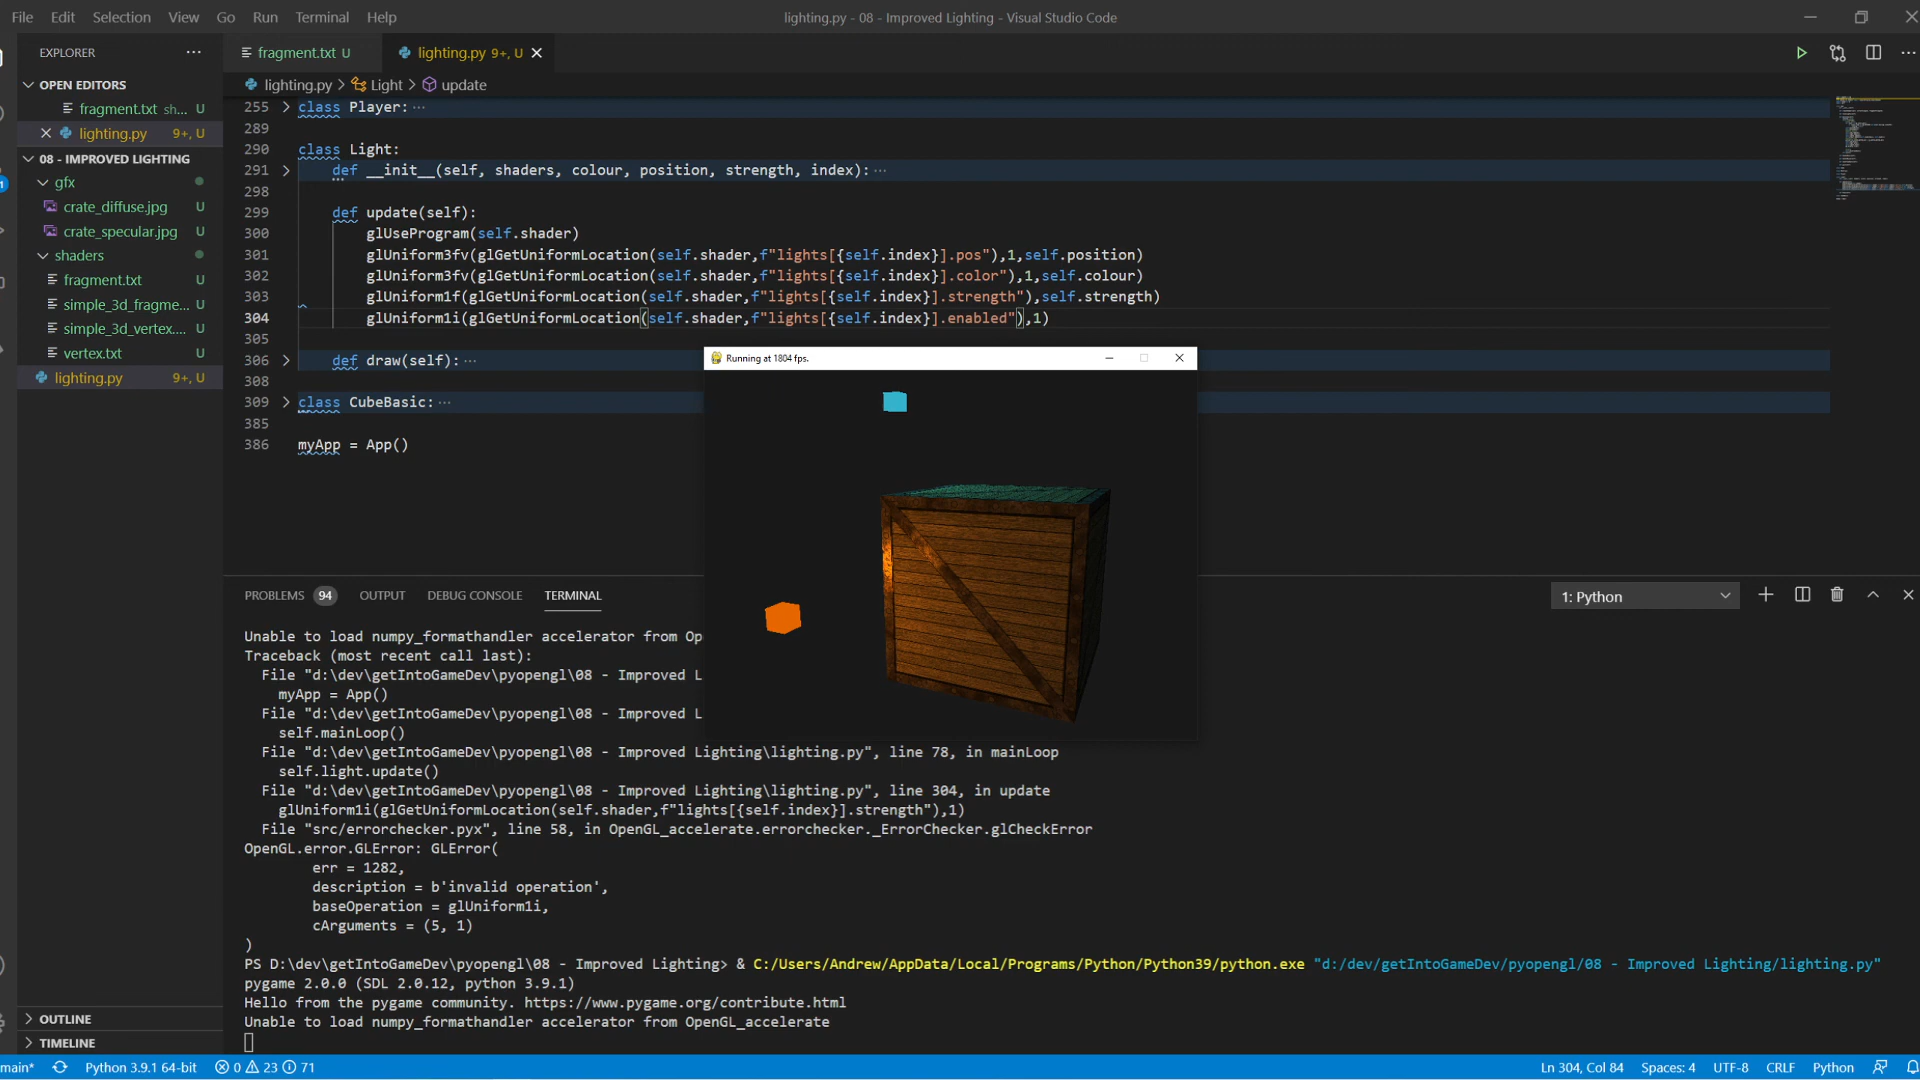 File Edit Selection View Go Run Terminal Help
lighting.py - 08 - Improved Lighting - Visual Studio Code
EXPLORER
fragment.txt U
lighting.py 9+, U
lighting.py > Light > update
OPEN EDITORS
fragment.txt sh... U
lighting.py 9+, U
08 - IMPROVED LIGHTING
gfx
crate_diffuse.jpg U
crate_specular.jpg U
shaders
fragment.txt U
simple_3d_fragme... U
simple_3d_vertex.... U
vertex.txt U
lighting.py 9+, U
OUTLINE
TIMELINE
255 class Player: ...
289
290 class Light:
291 def __init__(self, shaders, colour, position, strength, index): ...
298
299 def update(self):
300 glUseProgram(self.shader)
301 glUniform3fv(glGetUniformLocation(self.shader,f"lights[{self.index}].pos"),1,self.position)
302 glUniform3fv(glGetUniformLocation(self.shader,f"lights[{self.index}].color"),1,self.colour)
303 glUniform1f(glGetUniformLocation(self.shader,f"lights[{self.index}].strength"),self.strength)
304 glUniform1i(glGetUniformLocation(self.shader,f"lights[{self.index}].enabled"),1)
305
306 def draw(self): ...
308
309 class CubeBasic: ...
385
386 myApp = App()
Running at 1804 fps.
PROBLEMS 94 OUTPUT DEBUG CONSOLE TERMINAL
1: Python
Unable to load numpy_formathandler accelerator from Op
Traceback (most recent call last):
File "d:\dev\getIntoGameDev\pyopengl\08 - Improved L
myApp = App()
File "d:\dev\getIntoGameDev\pyopengl\08 - Improved L
self.mainLoop()
File "d:\dev\getIntoGameDev\pyopengl\08 - Improved Lighting\lighting.py", line 78, in mainLoop
self.light.update()
File "d:\dev\getIntoGameDev\pyopengl\08 - Improved Lighting\lighting.py", line 304, in update
glUniform1i(glGetUniformLocation(self.shader,f"lights[{self.index}].strength"),1)
File "src/errorchecker.pyx", line 58, in OpenGL_accelerate.errorchecker._ErrorChecker.glCheckError
OpenGL.error.GLError: GLError(
err = 1282,
description = b'invalid operation',
baseOperation = glUniform1i,
cArguments = (5, 1)
)
PS D:\dev\getIntoGameDev\pyopengl\08 - Improved Lighting> & C:/Users/Andrew/AppData/Local/Programs/Python/Python39/python.exe "d:/dev/getIntoGameDev/pyopengl/08 - Improved Lighting/lighting.py"
pygame 2.0.0 (SDL 2.0.12, python 3.9.1)
Hello from the pygame community. https://www.pygame.org/contribute.html
Unable to load numpy_formathandler accelerator from OpenGL_accelerate
main* Python 3.9.1 64-bit 0 23 71 Ln 304, Col 84 Spaces: 4 UTF-8 CRLF Python